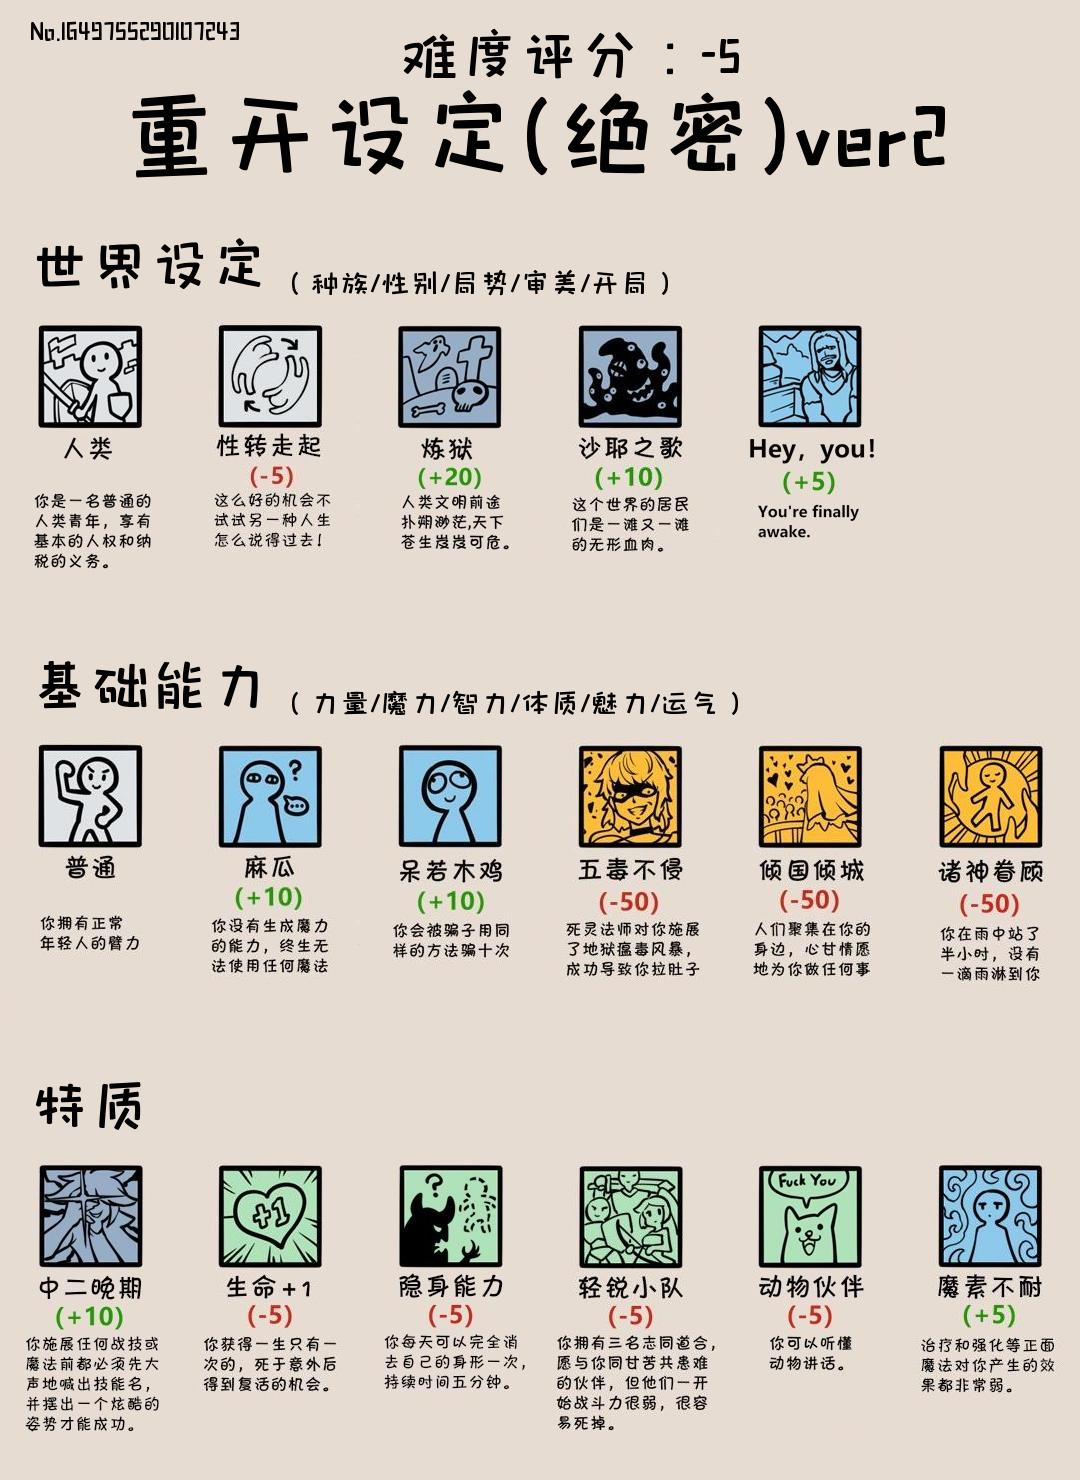 No.1649755290107243
难度评分：-5
重开设定(绝密)ver2
世界设定 （种族/性别/局势/审美/开局）
人类
你是一名普通的
人类青年，享有
基本的人权和纳
税的义务。
性转走起
(-5)
这么好的机会不
试试另一种人生
怎么说得过去！
炼狱
(+20)
人类文明前途
扑朔渺茫,天下
苍生岌岌可危。
沙耶之歌
(+10)
这个世界的居民
们是一滩又一滩
的无形血肉。
Hey, you!
(+5)
You're finally
awake.
基础能力 （力量/魔力/智力/体质/魅力/运气）
普通
你拥有正常
年轻人的臂力
麻瓜
(+10)
你没有生成魔力
的能力，终生无
法使用任何魔法
呆若木鸡
(+10)
你会被骗子用同
样的方法骗十次
五毒不侵
(-50)
死灵法师对你施展
了地狱瘟毒风暴，
成功导致你拉肚子
倾国倾城
(-50)
人们聚集在你的
身边，心甘情愿
地为你做任何事
诸神眷顾
(-50)
你在雨中站了
半小时，没有
一滴雨淋到你
特质
中二晚期
(+10)
你施展任何战技或
魔法前都必须先大
声地喊出技能名，
并摆出一个炫酷的
姿势才能成功。
+1
生命+1
(-5)
你获得一生只有一
次的，死于意外后
得到复活的机会。
隐身能力
(-5)
你每天可以完全消
去自己的身形一次，
持续时间五分钟。
轻锐小队
(-5)
你拥有三名志同道合，
愿与你同甘苦共患难
的伙伴，但他们一开
始战斗力很弱，很容
易死掉。
Fuck You
动物伙伴
(-5)
你可以听懂
动物讲话。
魔素不耐
(+5)
治疗和强化等正面
魔法对你产生的效
果都非常弱。